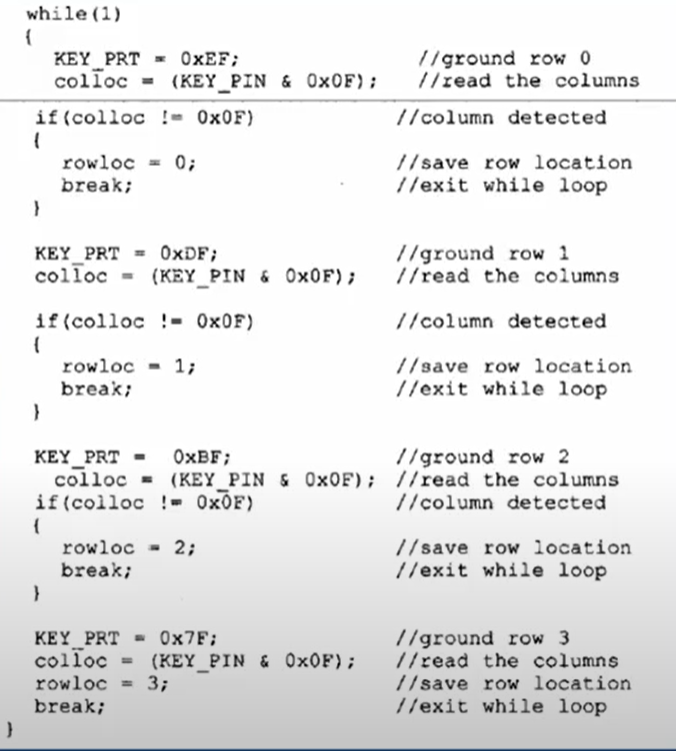 while(1)
{
KEY_PRT = 0xEF; //ground row 0
colloc = (KEY_PIN & 0x0F); //read the columns
if(colloc != 0x0F) //column detected
{
rowloc = 0; //save row location
break; //exit while loop
}
KEY_PRT = 0xDF; //ground row 1
colloc = (KEY_PIN & 0x0F); //read the columns
if(colloc != 0x0F) //column detected
{
rowloc = 1; //save row location
break; //exit while loop
}
KEY_PRT = 0xBF; //ground row 2
colloc = (KEY_PIN & 0x0F); //read the columns
if(colloc != 0x0F) //column detected
{
rowloc = 2; //save row location
break; //exit while loop
}
KEY_PRT = 0x7F; //ground row 3
colloc = (KEY_PIN & 0x0F); //read the columns
rowloc = 3; //save row location
break; //exit while loop
}